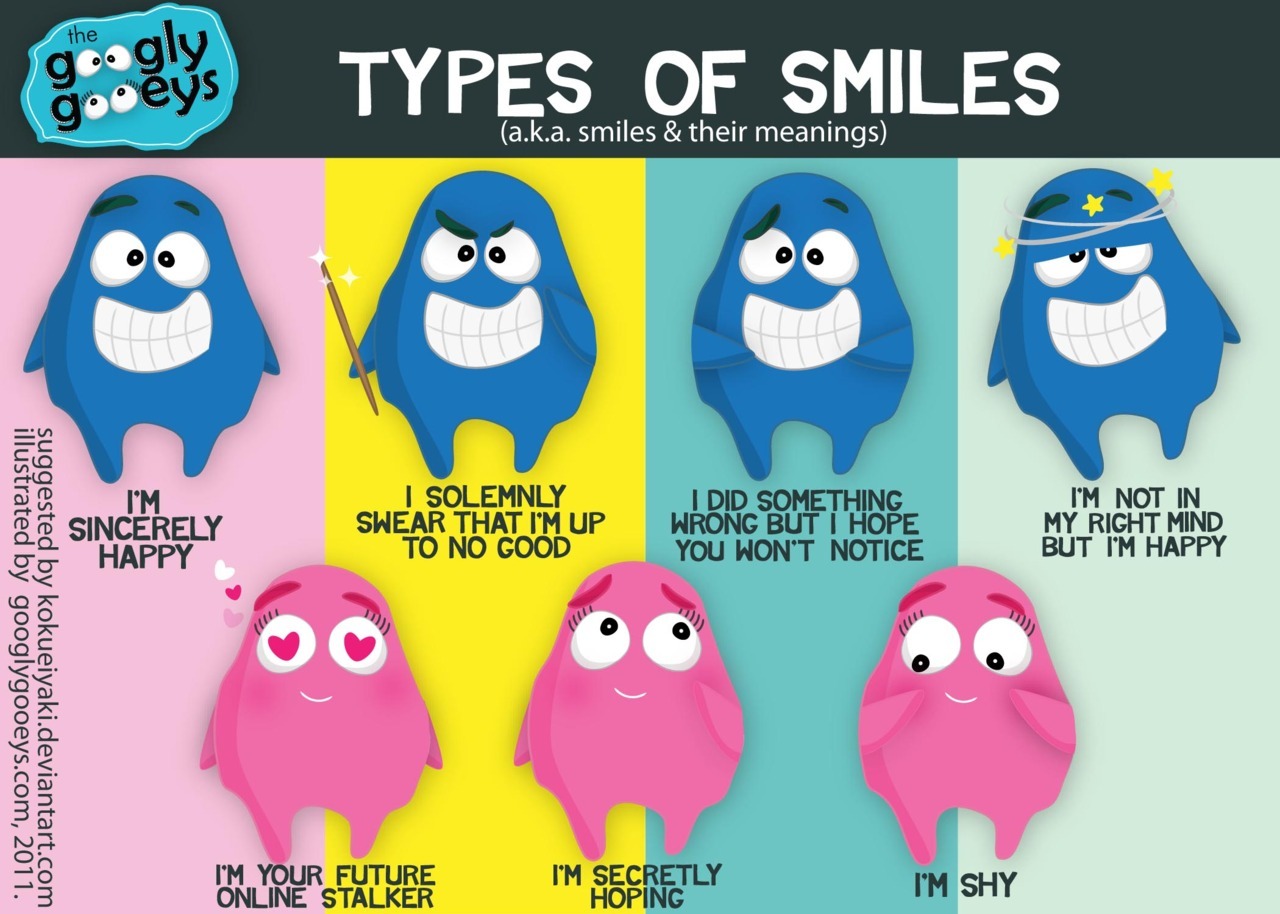 the
googly
gooeys
TYPES OF SMILES
(a.k.a. smiles & their meanings)
I'M
SINCERELY
HAPPY
I SOLEMNLY
SWEAR THAT I'M UP
TO NO GOOD
I DID SOMETHING
WRONG BUT I HOPE
YOU WON'T NOTICE
I'M NOT IN
MY RIGHT MIND
BUT I'M HAPPY
I'M YOUR FUTURE
ONLINE STALKER
I'M SECRETLY
HOPING
I'M SHY
suggested by kokueiyaki.deviantart.com
illustrated by googlygooeys.com, 2011.